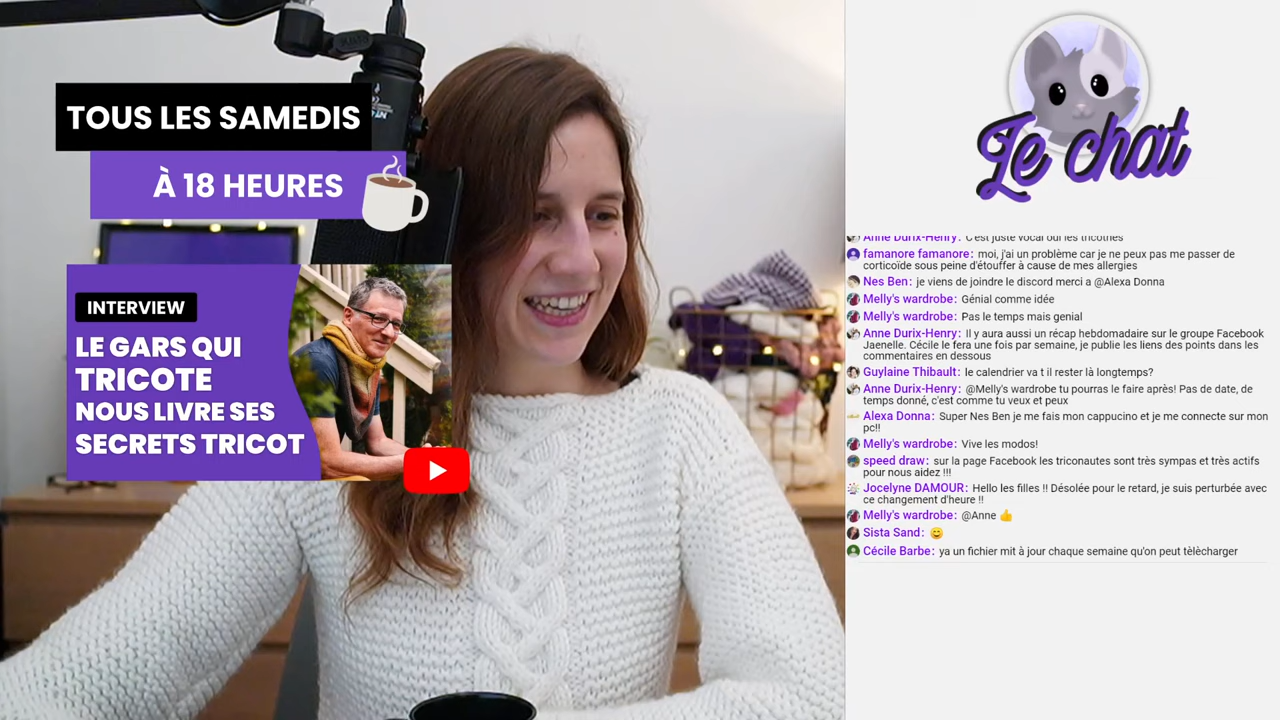 TOUS LES SAMEDIS
À 18 HEURES
INTERVIEW
LE GARS QUI
TRICOTE
NOUS LIVRE SES
SECRETS TRICOT
Le chat
Anne Durix-Henry: C'est juste vocal oui les tricotnes
famanore famanore: moi, j'ai un problème car je ne peux pas me passer de
corticoïde sous peine d'étouffer à cause de mes allergies
Nes Ben: je viens de joindre le discord merci a @Alexa Donna
Melly's wardrobe: Génial comme idée
Melly's wardrobe: Pas le temps mais genial
Anne Durix-Henry: Il y aura aussi un récap hebdomadaire sur le groupe Facebook
Jaenelle. Cécile le fera une fois par semaine, je publie les liens des points dans les
commentaires en dessous
Guylaine Thibault: le calendrier va t il rester là longtemps?
Anne Durix-Henry: @Melly's wardrobe tu pourras le faire après! Pas de date, de
temps donné, c'est comme tu veux et peux
Alexa Donna: Super Nes Ben je me fais mon cappucino et je me connecte sur mon
pc!!
Melly's wardrobe: Vive les modos!
speed draw: sur la page Facebook les triconautes sont très sympas et très actifs
pour nous aidez !!!
Jocelyne DAMOUR: Hello les filles !! Désolée pour le retard, je suis perturbée avec
ce changement d'heure !!
Melly's wardrobe: @Anne 👍
Sista Sand: 😊
Cécile Barbe: ya un fichier mit à jour chaque semaine qu'on peut tèlècharger